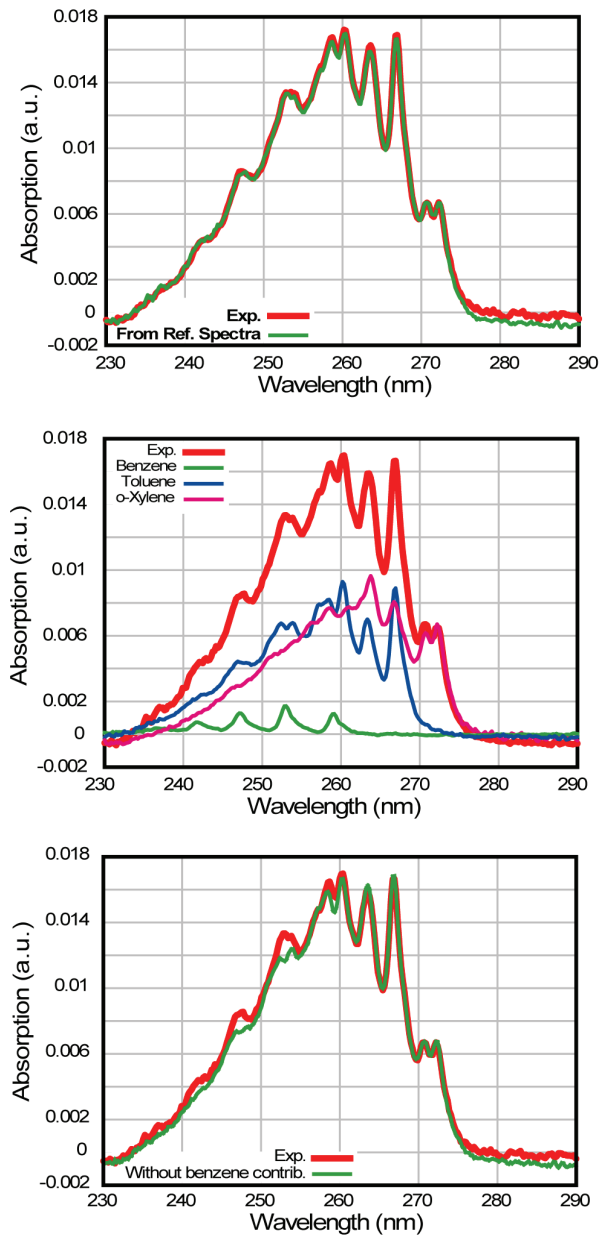 0.018
0.014
0.01
0.006
0.002
0
-0.002
Absorption (a.u.)
Exp.
From Ref. Spectra
230 240 250 260 270 280 290
Wavelength (nm)
0.018
0.014
0.01
0.006
0.002
0
-0.002
Absorption (a.u.)
Exp.
Benzene
Toluene
o-Xylene
230 240 250 260 270 280 290
Wavelength (nm)
0.018
0.014
0.01
0.006
0.002
0
-0.002
Absorption (a.u.)
Exp.
Without benzene contrib.
230 240 250 260 270 280 290
Wavelength (nm)